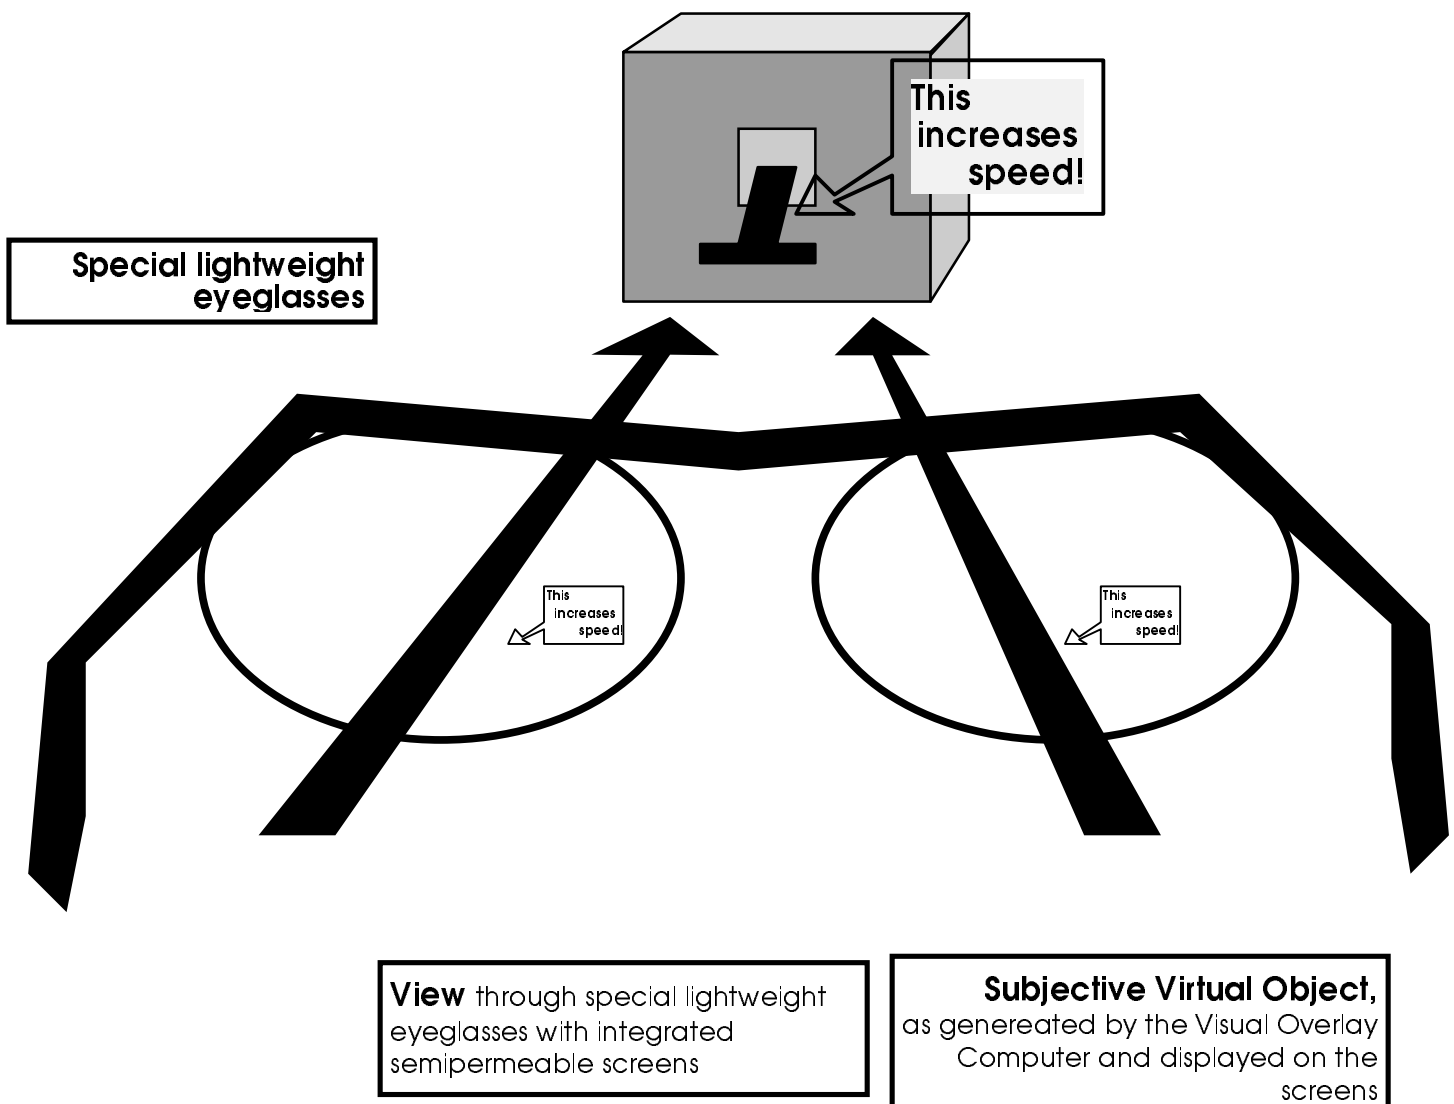 This
increases
speed!
Special lightweight
eyeglasses
This
increases
speed!
This
increases
speed!
View through special lightweight
eyeglasses with integrated
semipermeable screens
Subjective Virtual Object,
as genereated by the Visual Overlay
Computer and displayed on the
screens